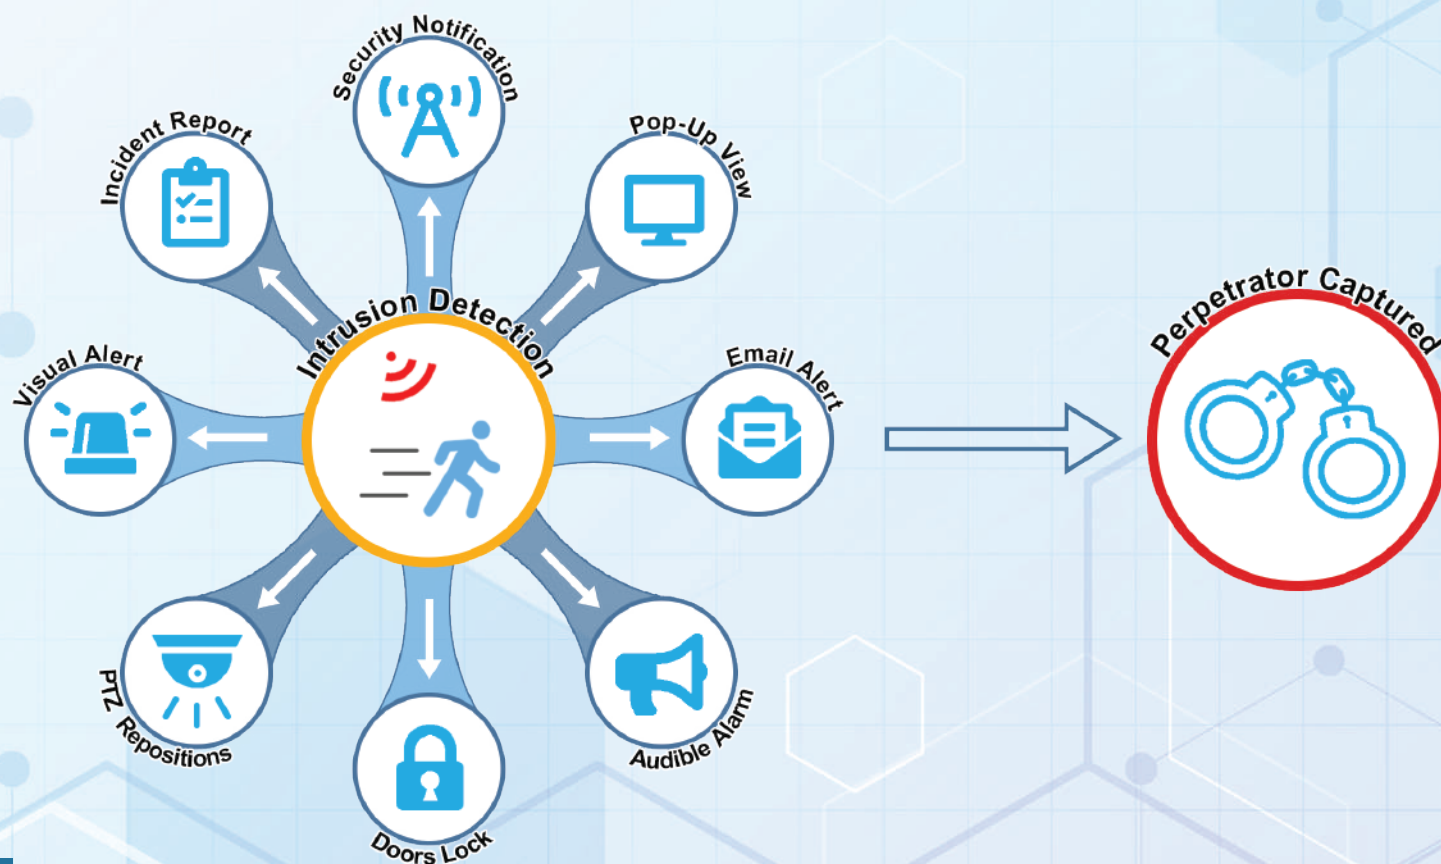 Security Notification
Incident Report
Pop-Up View
Intrusion Detection
Perpetrator Captured
Visual Alert
Email Alert
PTZ Repositions
Audible Alarm
Doors Lock